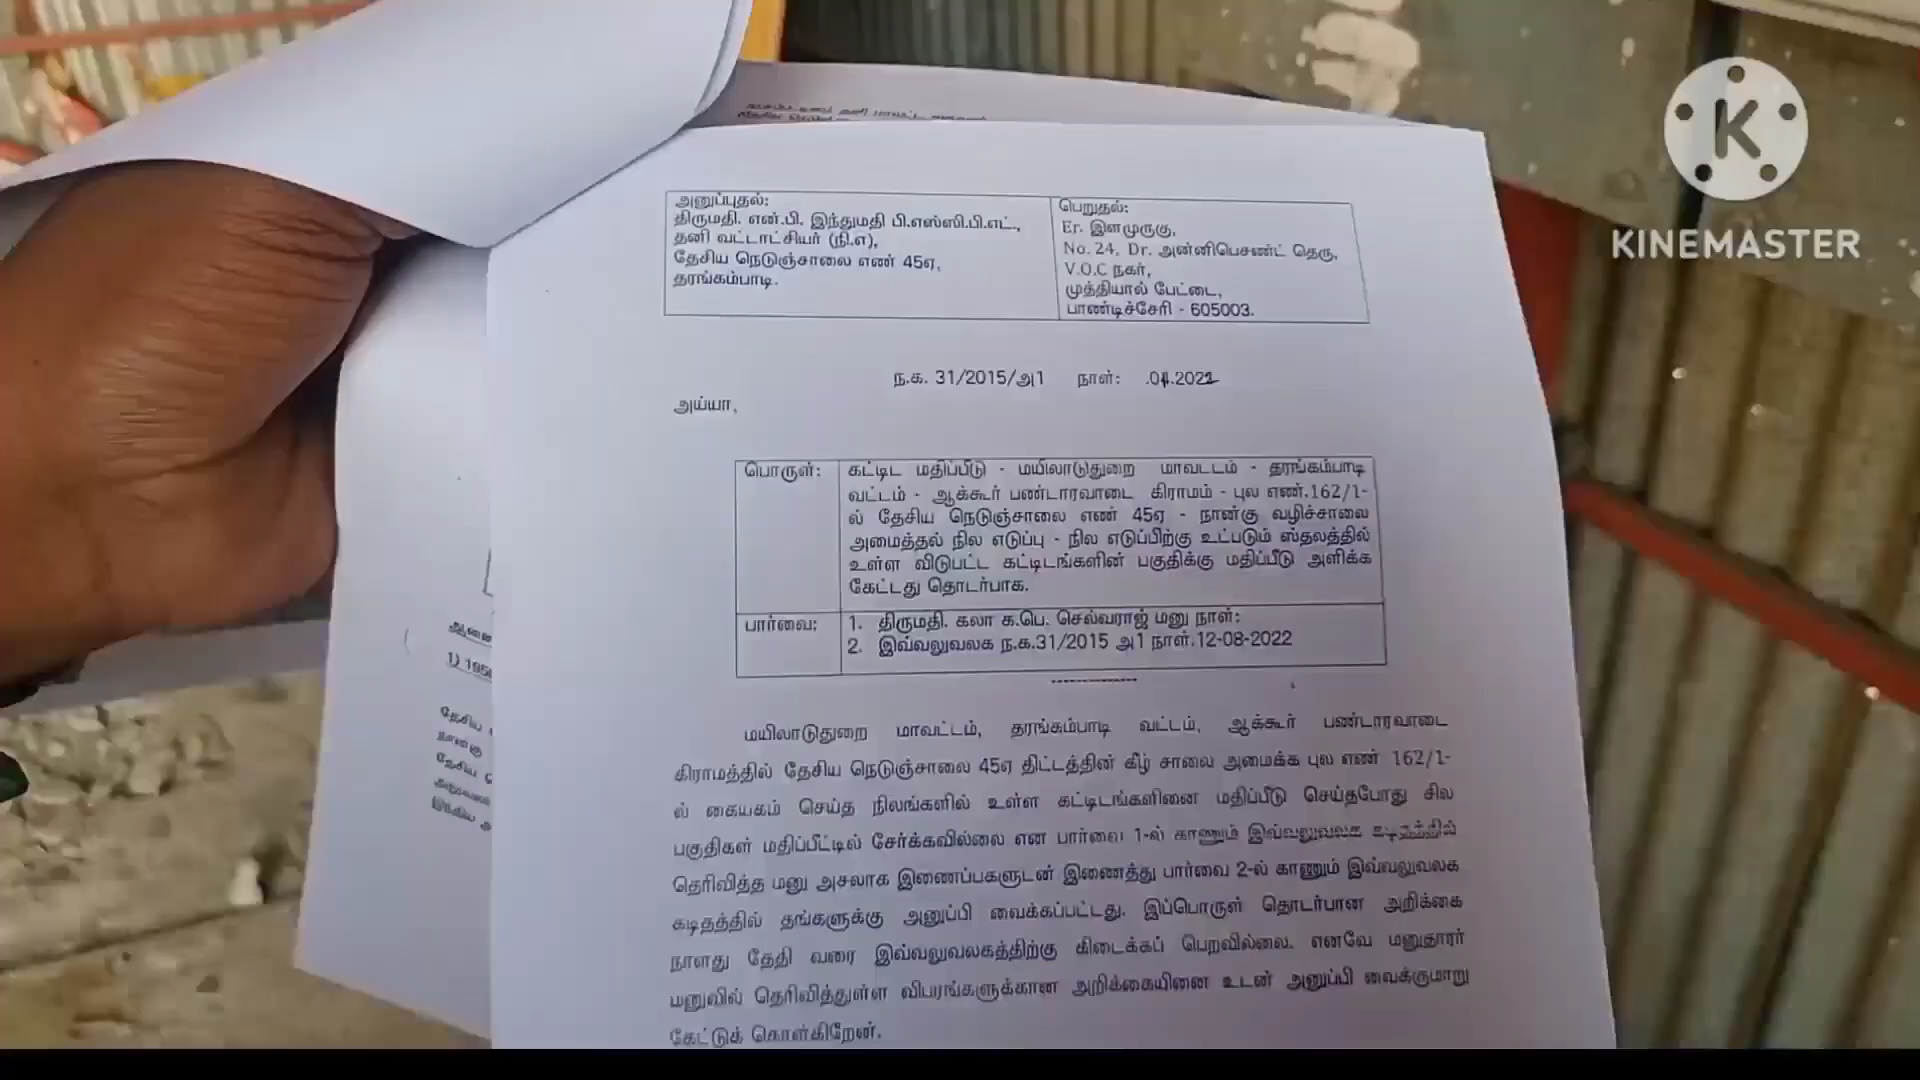 அனுப்புதல்:
திருமதி. என்.பி. இந்துமதி பி.எஸ்ஸி.பி.எட்.,
தனி வட்டாட்சியர் (நி.எ),
தேசிய நெடுஞ்சாலை எண் 45ஏ,
தரங்கம்பாடி.
பெறுதல்:
Er. இளமுருகு,
No. 24, Dr. அன்னிபெசண்ட் தெரு,
V.O.C நகர்,
முத்தியால் பேட்டை,
பாண்டிச்சேரி - 605003.
ந.க. 31/2015/அ1 நாள்:
அய்யா,
பொருள்: கட்டிட மதிப்பீடு - மயிலாடுதுறை மாவட்டம் - தரங்கம்பாடி
வட்டம் - ஆக்கூர் பண்டாரவாடை கிராமம் - புல எண்.162/1-
ல் தேசிய நெடுஞ்சாலை எண் 45ஏ - நான்கு வழிச்சாலை
அமைத்தல் நில எடுப்பு - நில எடுப்பிற்கு உட்படும் ஸ்தலத்தில்
உள்ள விடுபட்ட கட்டிடங்களின் பகுதிக்கு மதிப்பீடு அளிக்க
கேட்டது தொடர்பாக.
பார்வை: 1. திருமதி. கலா க.பெ. செல்வராஜ் மனு நாள்:
2. இவ்வலுவலக ந.க.31/2015 அ1 நாள்.12-08-2022
மயிலாடுதுறை மாவட்டம், தரங்கம்பாடி வட்டம், ஆக்கூர் பண்டாரவாடை
கிராமத்தில் தேசிய நெடுஞ்சாலை 45ஏ திட்டத்தின் கீழ் சாலை அமைக்க புல எண் 162/1-
ல் கையகம் செய்த நிலங்களில் உள்ள கட்டிடங்களினை மதிப்பீடு செய்தபோது சில
பகுதிகள் மதிப்பீட்டில் சேர்க்கவில்லை என பார்வை 1-ல் காணும் இவ்வலுவலக கடிதத்தில்
தெரிவித்த மனு அசலாக இணைப்பகளுடன் இணைத்து பார்வை 2-ல் காணும் இவ்வலுவலக
கடிதத்தில் தங்களுக்கு அனுப்பி வைக்கப்பட்டது. இப்பொருள் தொடர்பான அறிக்கை
நாளது தேதி வரை இவ்வலுவலகத்திற்கு கிடைக்கப் பெறவில்லை. எனவே மனுதாரர்
மனுவில் தெரிவித்துள்ள விபரங்களுக்கான அறிக்கையினை உடன் அனுப்பி வைக்குமாறு
கேட்டுக் கொள்கிறேன்.
1) 1956
தேசிய
தேசிய
K
KINEMASTER